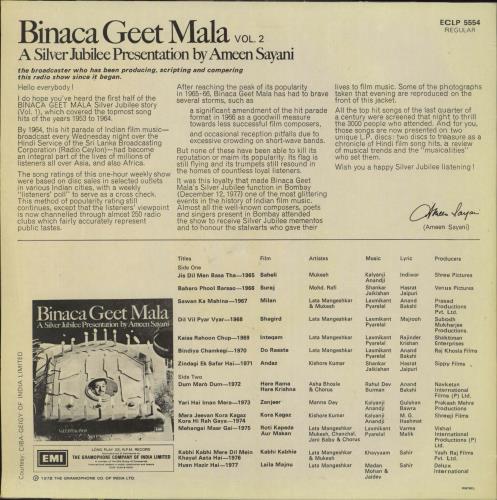 Binaca Geet Mala VOL. 2
A Silver Jubilee Presentation by Ameen Sayani
ECLP 5554
REGULAR
the broadcaster who has been producing, scripting and compering
this radio show since it began.
Hello everybody!
I do hope you've heard the first half of the
BINACA GEET MALA Silver Jubilee story
(Vol. 1), which covered the topmost song
hits of the years 1953 to 1964.
By 1964, this hit parade of Indian film music—
broadcast every Wednesday night over the
Hindi Service of the Sri Lanka Broadcasting
Corporation (Radio Ceylon)—had become
an integral part of the lives of millions of
listeners all over Asia, and also Africa.
The song ratings of this one-hour weekly show
were based on disc sales in selected outlets
in various Indian cities, with a weekly
"listeners' poll" to serve as a cross check.
This method of popularity rating still
continues, except that the listeners' viewpoint
is now channelled through almost 250 radio
clubs which fairly accurately represent
public tastes.
After reaching the peak of its popularity
in 1965-66, Binaca Geet Mala has had to brave
several storms, such as
a significant amendment of the hit parade
format in 1966 as a goodwill measure
towards less successful film composers,
and occasional reception pitfalls due to
excessive crowding on short-wave bands.
But none of these have been able to kill its
reputation or maim its popularity. Its flag is
still flying and its trumpets still resound in
the homes of countless loyal listeners.
It was this loyalty that made Binaca Geet
Mala's Silver Jubilee function in Bombay
(December 12, 1977) one of the most glittering
events in the history of Indian film music.
Almost all the well-known composers, poets
and singers present in Bombay attended
the show to receive Silver Jubilee mementos
and to honour the stalwarts who gave their
lives to film music. Some of the photographs
taken that evening are reproduced on the
front of this jacket.
All the top hit songs of the last quarter of
a century were screened that night to thrill
the 3000 people who attended. And for you,
those songs are now presented on two
unique L.P. discs: two discs to treasure as a
chronicle of Hindi film song hits, a review
of musical trends and the "musicalities"
who set them.
Wish you a happy Silver Jubilee listening!
Ameen Sayani
(Ameen Sayani)
Titles Film Artistes Music Lyric Producers
Side One
Jis Dil Men Basa Tha—1965 Saheli Mukesh Kalyanji Anandji Indiwar Shree Pictures
Baharo Phool Barsao—1966 Suraj Mohd. Rafi Shankar Jaikishan Hasrat Jaipuri Venus Pictures
Sawan Ka Mahina—1967 Milan Lata Mangeshkar & Mukesh Laxmikant Pyarelal Anand Bakshi Prasad Productions Pvt. Ltd.
Dil Vil Pyar Vyar—1968 Shagird Lata Mangeshkar Laxmikant Pyarelal Majrooh Subodh Mukherjee Productions.
Kaise Rahoon Chup—1969 Inteqam Lata Mangeshkar Laxmikant Pyarelal Rajinder Krishan Shaktiman Enterprises
Bindiya Chamkegi—1970 Do Raaste Lata Mangeshkar Laxmikant Pyarelal Anand Bakshi Raj Khosla Films
Zindagi Ek Safar Hai—1971 Andaz Kishore Kumar Shankar Jaikishan Hasrat Jaipuri Sippy Films
Side Two
Dum Maro Dum—1972 Hare Rama Hare Krishna Asha Bhosle & Chorus Rahul Dev Burman Anand Bakshi Navketan International Films (P) Ltd.
Yari Hai Iman Mera—1973 Zanjeer Manna Dey Kalyanji Anandji Gulshan Bawra Prakash Mehra Productions
Mera Jeevan Kora Kagaz Kora Hi Rah Gaya—1974 Kora Kagaz Kishore Kumar Kalyanji Anandji M. G. Hashmat Shreeji Films
Mehangai Maar Gai—1975 Roti Kapada Aur Makan Lata Mangeshkar Mukesh, Chanchal, Jani Babu & Chorus Laxmikant Pyarelal Varma Malik Vishal International Productions (P) Ltd.
Kabhi Kabhi Mere Dil Mein Khayal Aata Hai—1976 Kabhi Kabhie Mukesh Khayyaam Sahir Yash Raj Films Pvt. Ltd.
Husn Hazir Hai—1977 Laila Majnu Lata Mangeshkar Madan Mohan & Jaidev Sahir Delux International
Binaca Geet Mala
A Silver Jubilee Presentation by Ameen Sayani
EMI
LONG PLAY 33⅓ R.P.M. RECORD
THE GRAMOPHONE COMPANY OF INDIA LIMITED
℗ 1978 THE GRAMOPHONE CO. OF INDIA LTD.
Courtesy: CIBA-GEIGY OF INDIA LIMITED